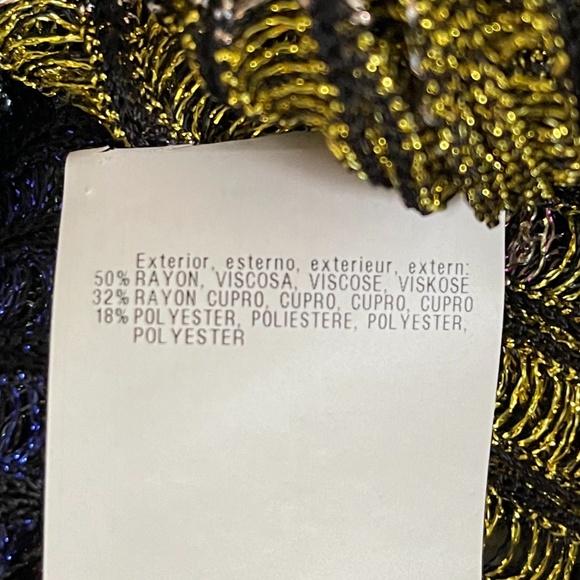 Exterior, esterno, exterieur, extern:
50% RAYON, VISCOSA, VISCOSE, VISKOSE
32% RAYON CUPRO, CUPRO, CUPRO, CUPRO
18% POLYESTER, POLIESTERE, POLYESTER,
POLYESTER